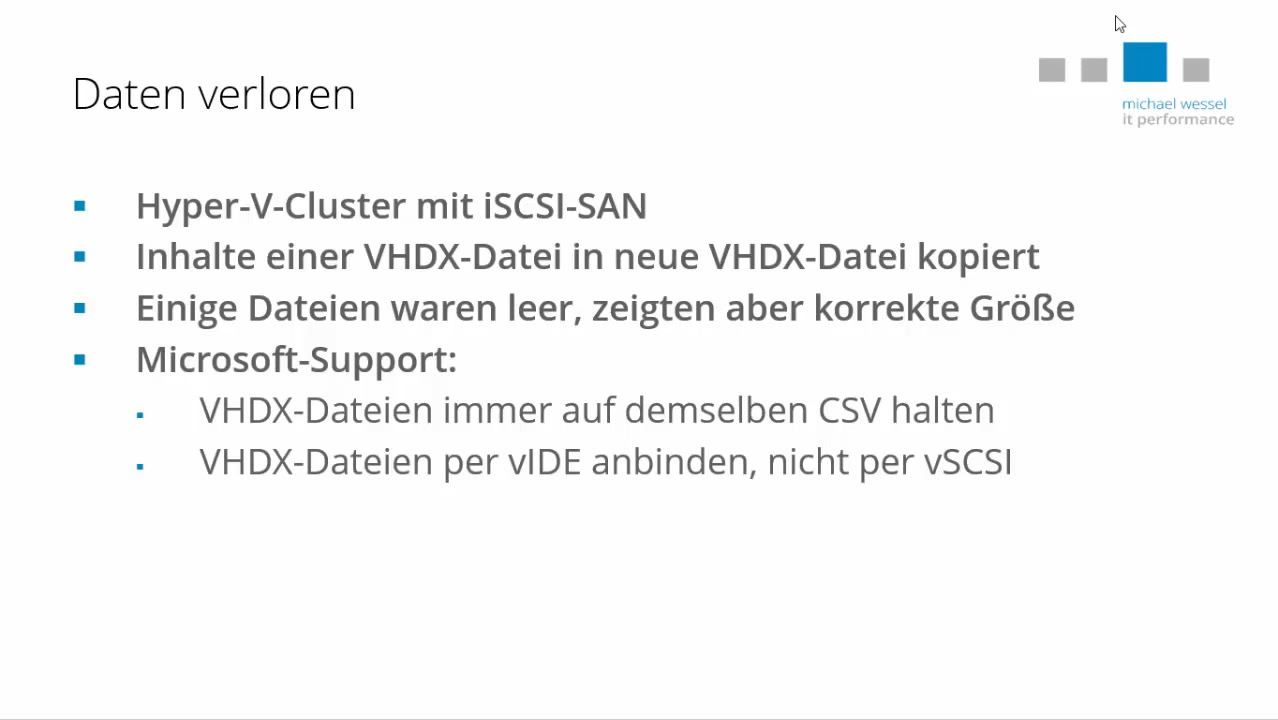 Daten verloren
michael wessel
it performance
Hyper-V-Cluster mit iSCSI-SAN
Inhalte einer VHDX-Datei in neue VHDX-Datei kopiert
Einige Dateien waren leer, zeigten aber korrekte Größe
Microsoft-Support:
VHDX-Dateien immer auf demselben CSV halten
VHDX-Dateien per vIDE anbinden, nicht per vSCSI